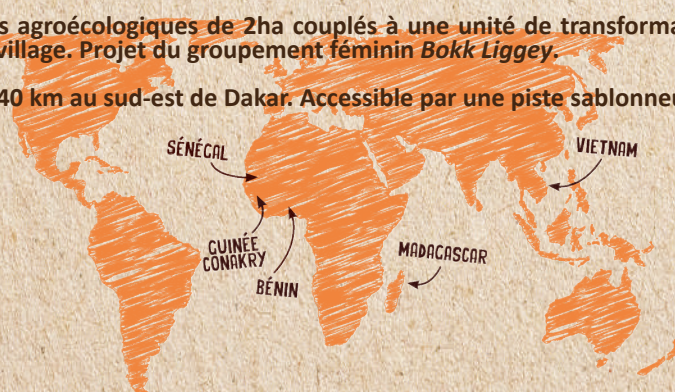 s agroécologiques de 2ha couplés à une unité de transforma
village. Projet du groupement féminin Bokk Liggey.
40 km au sud-est de Dakar. Accessible par une piste sablonneu
SÉNÉGAL
VIETNAM
GUINÉE
CONAKRY
MADAGASCAR
BÉNIN